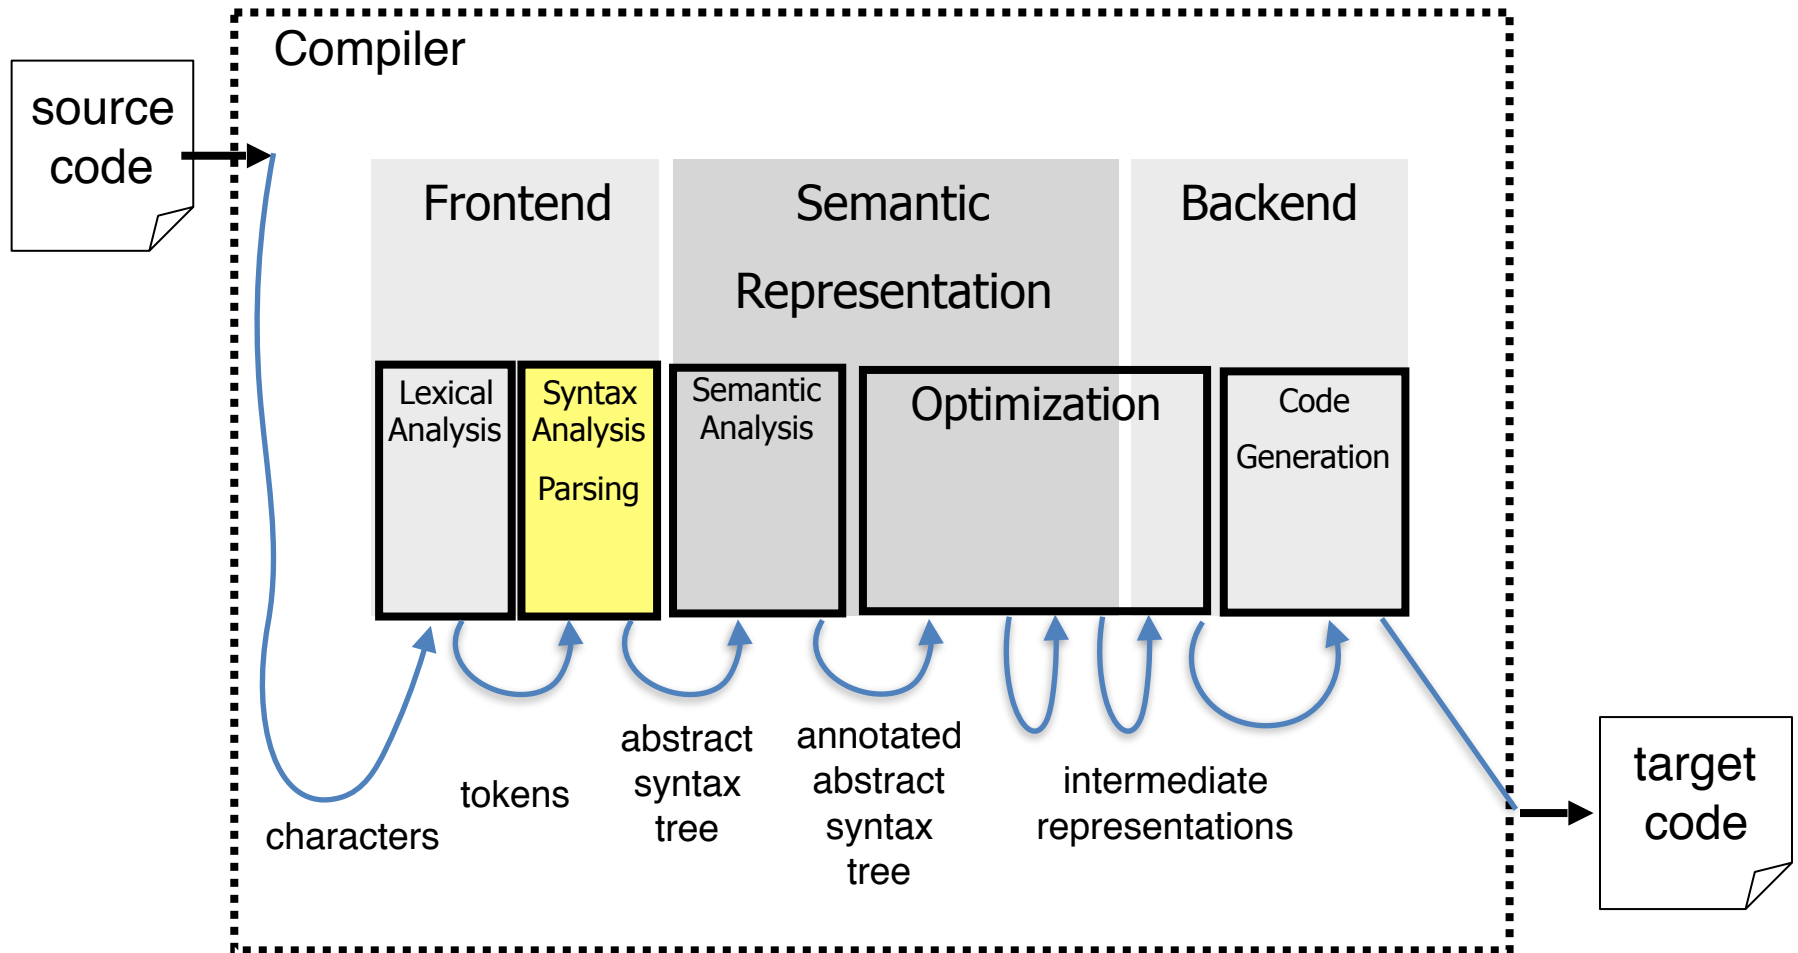 Compiler
source
code
Frontend
Semantic
Representation
Backend
Lexical
Analysis
Syntax
Analysis
Parsing
Semantic
Analysis
Optimization
Code
Generation
characters
tokens
abstract
syntax
tree
annotated
abstract
syntax
tree
intermediate
representations
target
code